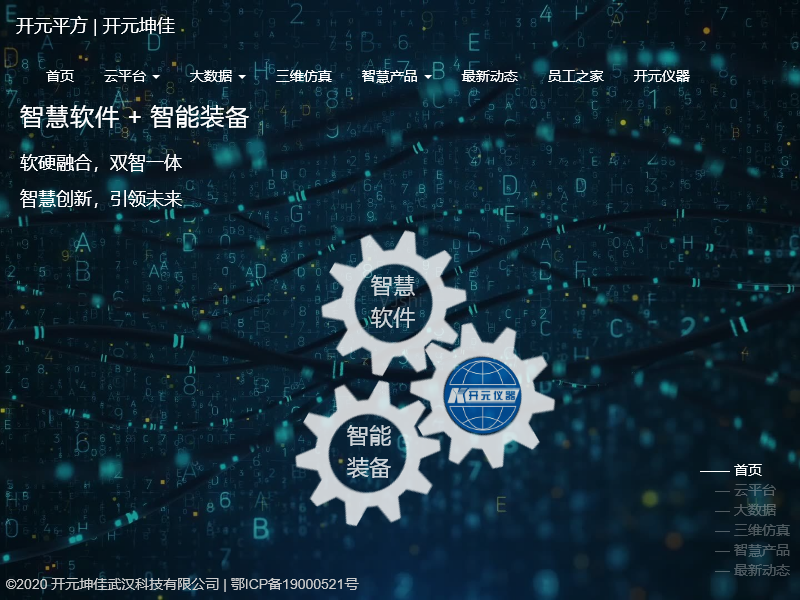 开元平方 | 开元坤佳
首页 云平台 大数据 三维仿真 智慧产品 最新动态 员工之家 开元仪器
智慧软件 + 智能装备
软硬融合，双智一体
智慧创新，引领未来
智慧
软件
开元仪器
智能
装备
首页
云平台
大数据
三维仿真
智慧产品
最新动态
©2020 开元坤佳武汉科技有限公司 | 鄂ICP备19000521号